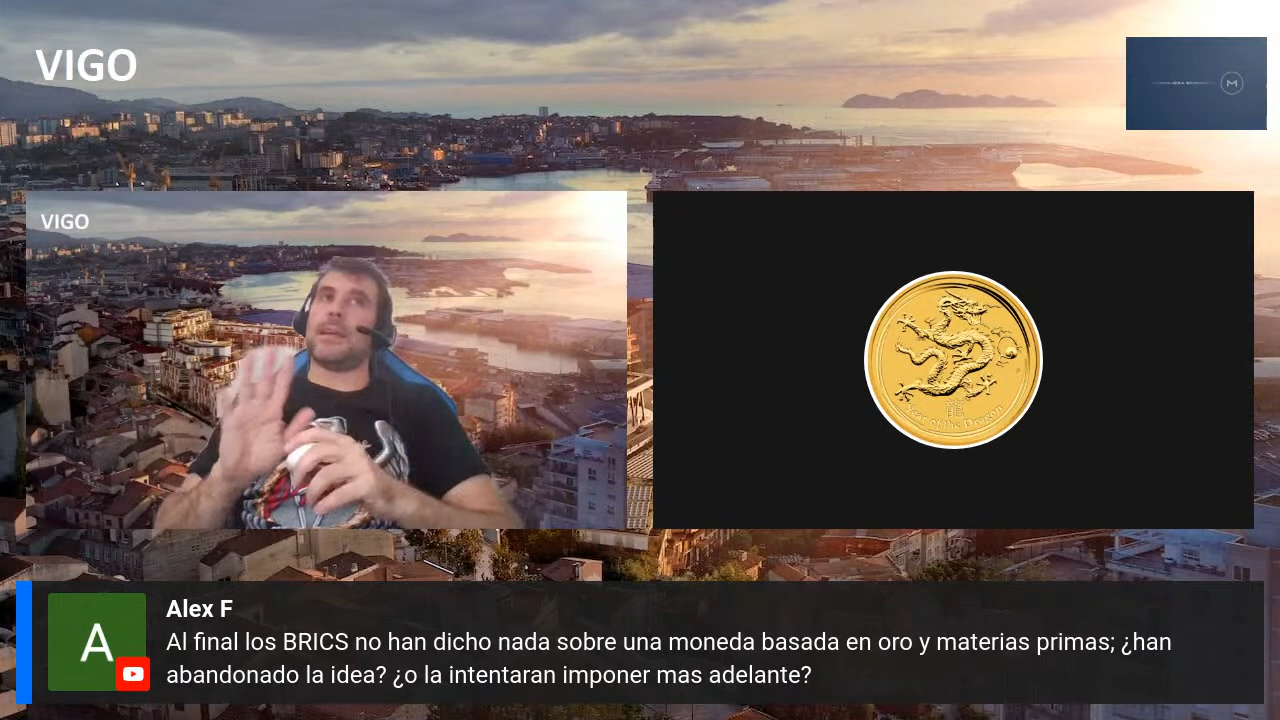 VIGO
VIGO
龍
Year of the Dragon
A
Alex F
Al final los BRICS no han dicho nada sobre una moneda basada en oro y materias primas; ¿han
abandonado la idea? ¿o la intentaran imponer mas adelante?